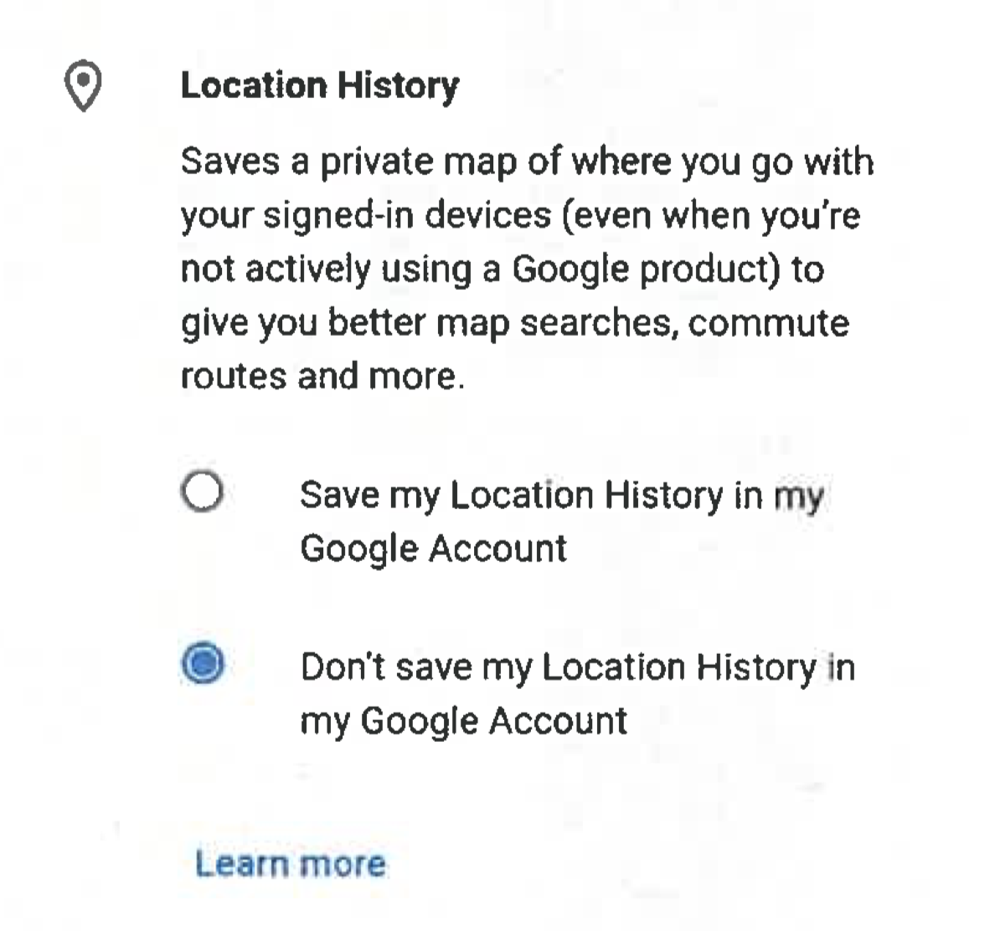 Location History
Saves a private map of where you go with
your signed-in devices (even when you're
not actively using a Google product) to
give you better map searches, commute
routes and more.
Save my Location History in my
Google Account
Don't save my Location History in
my Google Account
Learn more